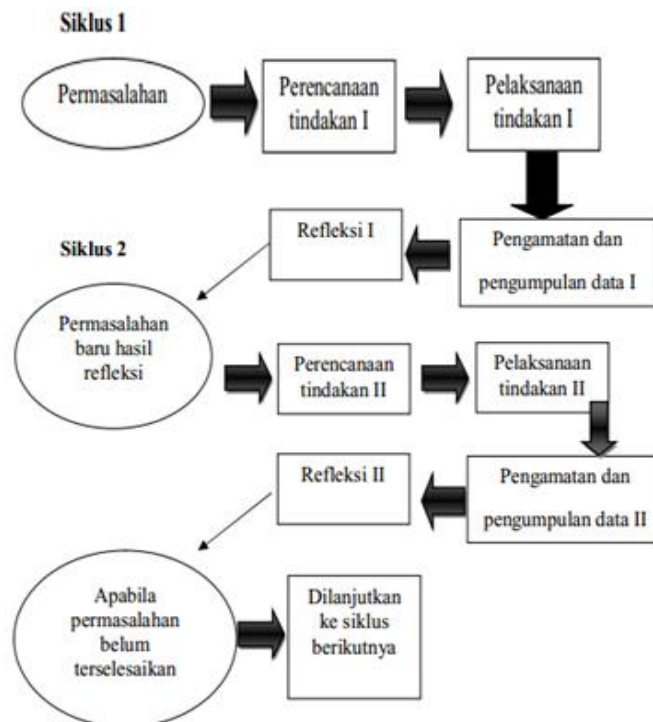 Siklus 1
Permasalahan
Perencanaan
tindakan I
Pelaksanaan
tindakan I
Pengamatan dan
pengumpulan data I
Refleksi I
Siklus 2
Permasalahan
baru hasil
refleksi
Perencanaan
tindakan II
Pelaksanaan
tindakan II
Pengamatan dan
pengumpulan data II
Refleksi II
Apabila
permasalahan
belum
terselesaikan
Dilanjutkan
ke siklus
berikutnya